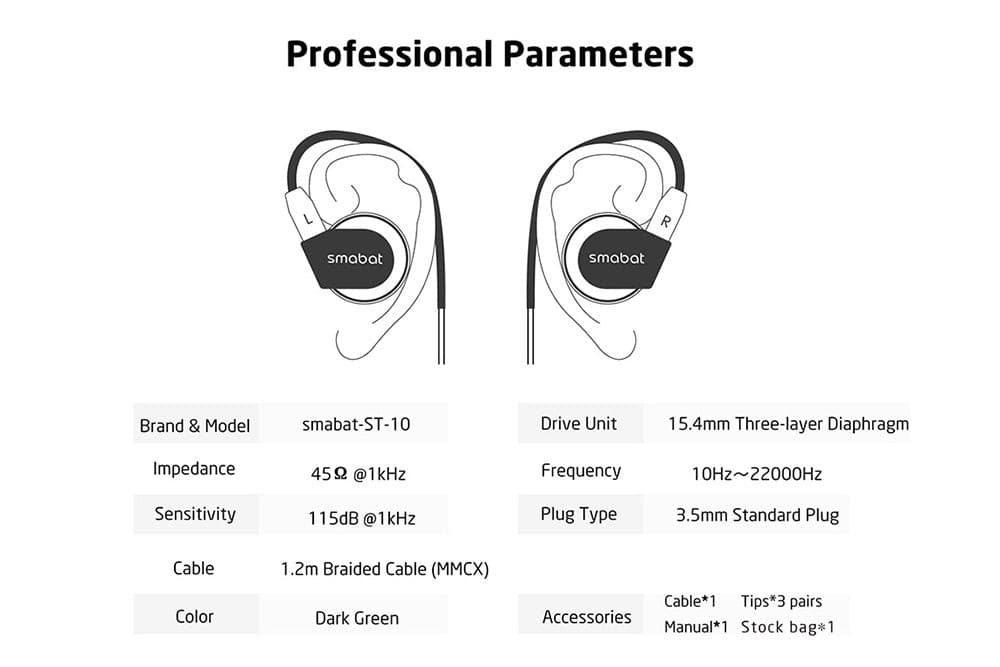 Professional Parameters
L
R
smabat
smabat
Brand & Model smabat-ST-10 Drive Unit 15.4mm Three-layer Diaphragm
Impedance 45Ω @1kHz Frequency 10Hz～22000Hz
Sensitivity 115dB @1kHz Plug Type 3.5mm Standard Plug
Cable 1.2m Braided Cable (MMCX)
Color Dark Green Accessories Cable*1 Tips*3 pairs
Manual*1 Stock bag*1